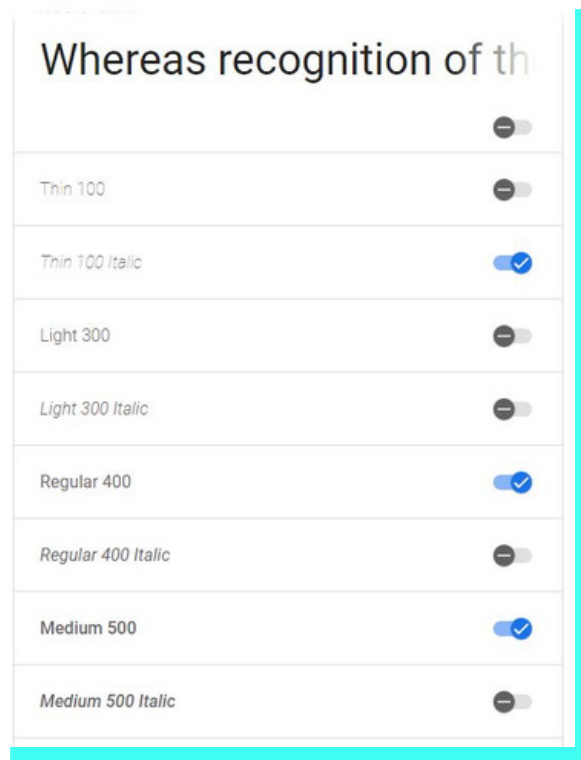 Whereas recognition of th
Thin 100
Thin 100 Italic
Light 300
Light 300 Italic
Regular 400
Regular 400 Italic
Medium 500
Medium 500 Italic